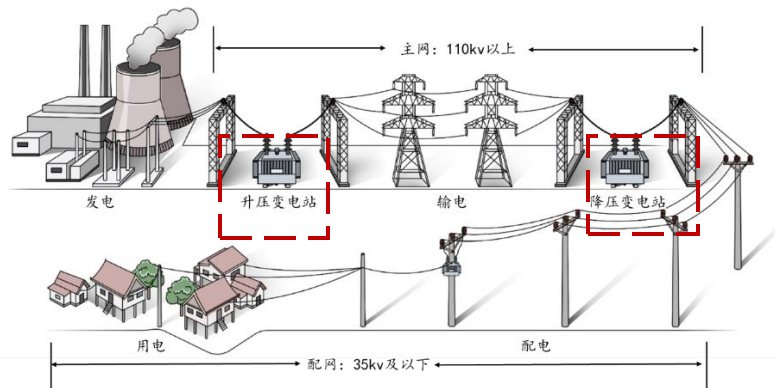 主网：110kv以上
发电
升压变电站
输电
降压变电站
用电
配电
配网：35kv及以下